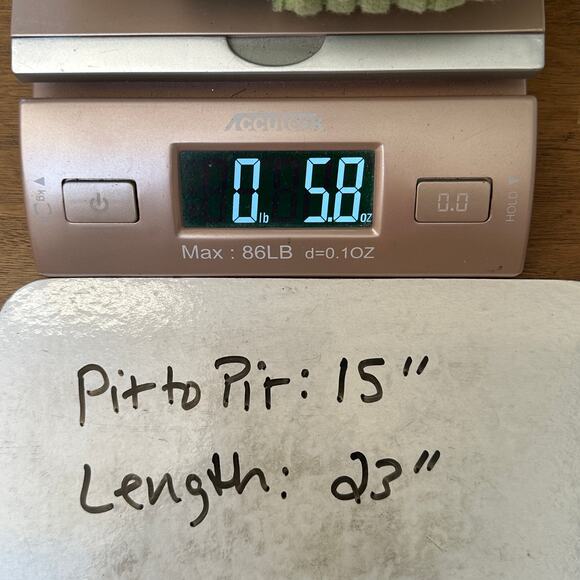 Accuteck
0 lb 5.8 oz
kg
0.0
HOLD
Max : 86LB d=0.1OZ
Pit to Pit: 15"
Length: 23"